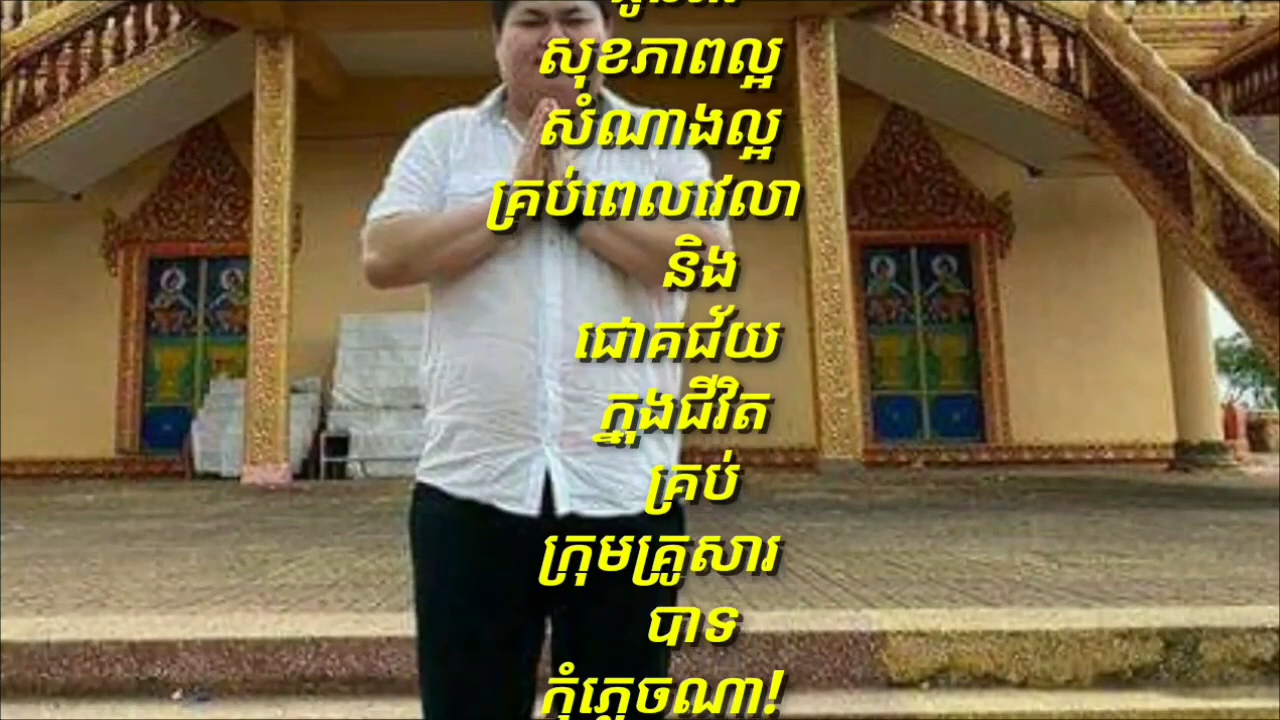 សុខភាពល្អ
សំណាងល្អ
គ្រប់ពេលវេលា
និង
ជោគជ័យ
ក្នុងជីវិត
គ្រប់
ក្រុមគ្រួសារ
បាទ
កុំភ្លេចណា!